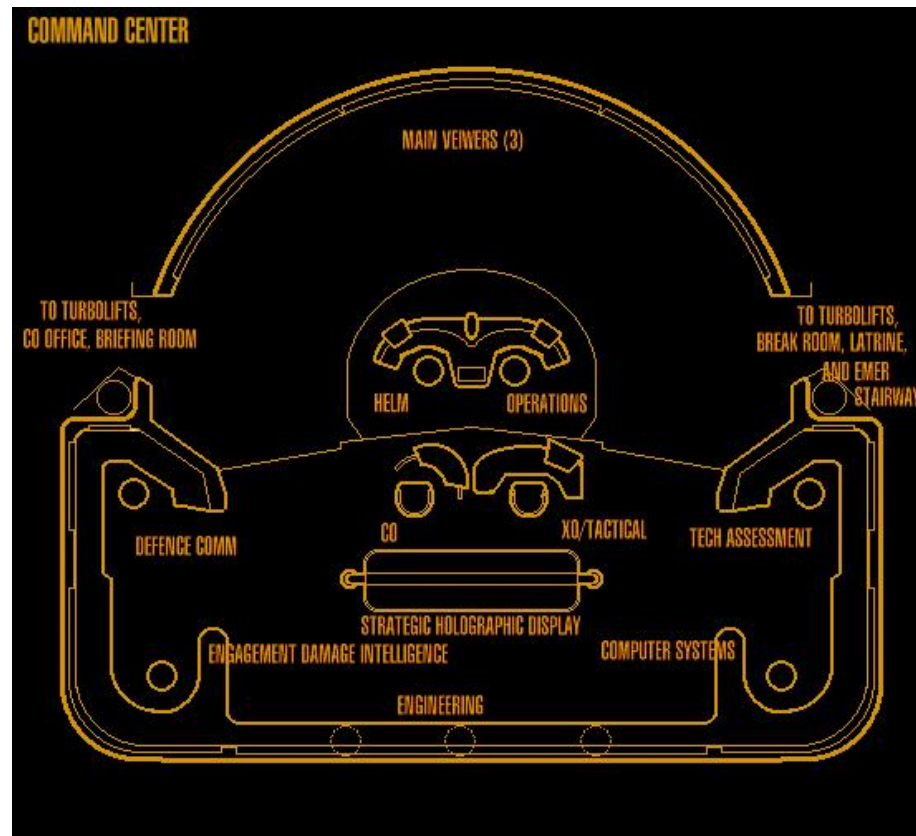 COMMAND CENTER
MAIN VEIWERS (3)
TO TURBOLIFTS,
CO OFFICE, BRIEFING ROOM
TO TURBOLIFTS,
BREAK ROOM, LATRINE,
AND EMER
STAIRWAY
HELM
OPERATIONS
CO
XO/TACTICAL
DEFENCE COMM
TECH ASSESSMENT
STRATEGIC HOLOGRAPHIC DISPLAY
ENGAGEMENT DAMAGE INTELLIGENCE
COMPUTER SYSTEMS
ENGINEERING